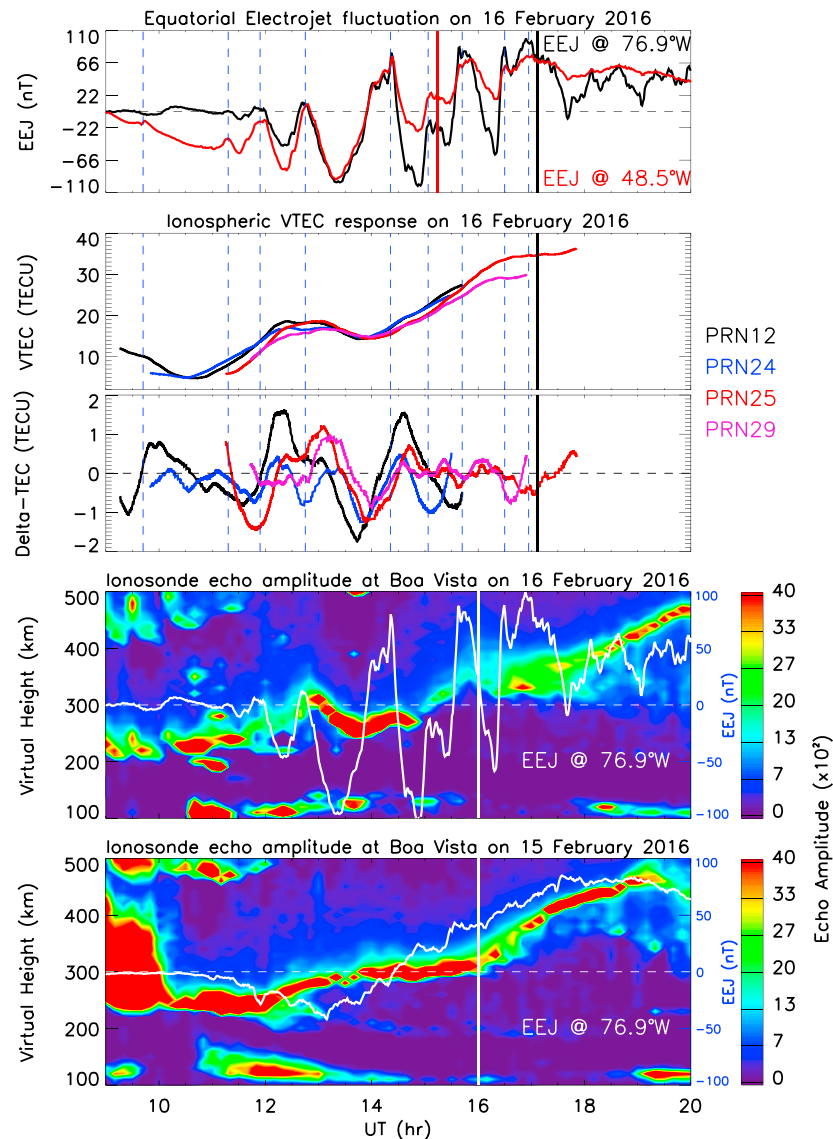 Equatorial Electrojet fluctuation on 16 February 2016
EEJ (nT)
110
66
22
−22
−66
−110
EEJ @ 76.9°W
EEJ @ 48.5°W
Ionospheric VTEC response on 16 February 2016
VTEC (TECU)
40
30
20
10
PRN12
PRN24
PRN25
PRN29
Delta−TEC (TECU)
2
1
0
−1
−2
Ionosonde echo amplitude at Boa Vista on 16 February 2016
Virtual Height (km)
500
400
300
200
100
EEJ @ 76.9°W
100
50
0
−50
−100
EEJ (nT)
40
33
27
20
13
7
0
Ionosonde echo amplitude at Boa Vista on 15 February 2016
Virtual Height (km)
500
400
300
200
100
EEJ @ 76.9°W
100
50
0
−50
−100
EEJ (nT)
40
33
27
20
13
7
0
Echo Amplitude (x10²)
10 12 14 16 18 20
UT (hr)